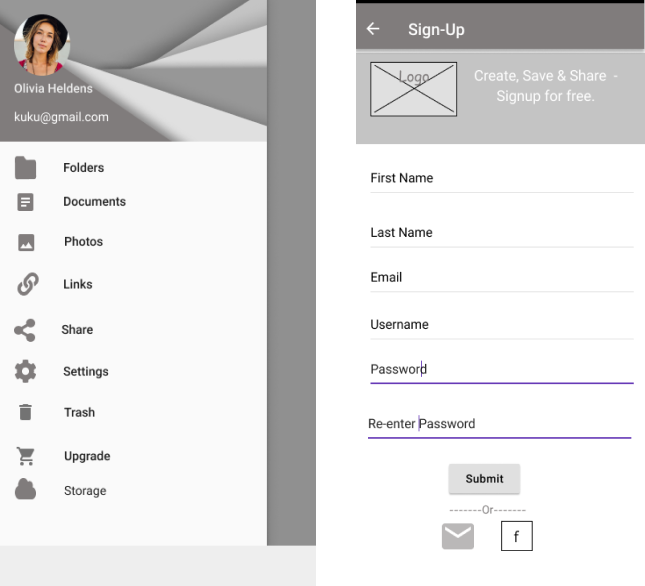 Olivia Heldens
kuku@gmail.com
Folders
Documents
Photos
Links
Share
Settings
Trash
Upgrade
Storage
Sign-Up
Logo
Create, Save & Share -
Signup for free.
First Name
Last Name
Email
Username
Password
Re-enter Password
Submit
-------Or-------
f